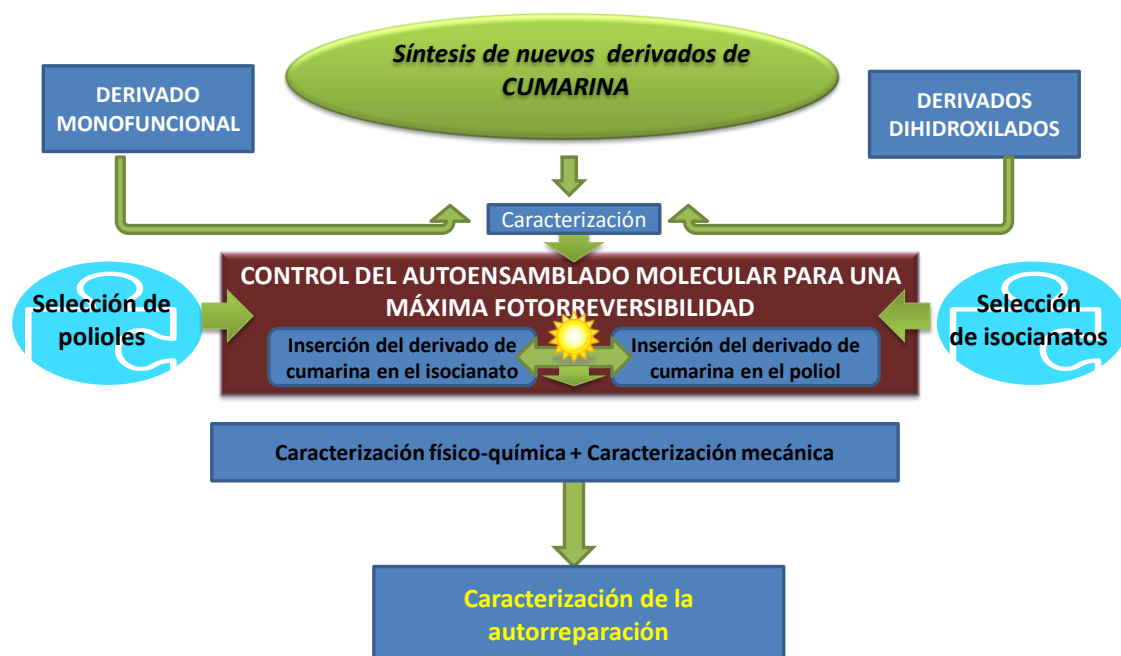 Síntesis de nuevos derivados de
CUMARINA
DERIVADO
MONOFUNCIONAL
DERIVADOS
DIHIDROXILADOS
Caracterización
CONTROL DEL AUTOENSAMBLADO MOLECULAR PARA UNA
MÁXIMA FOTORREVERSIBILIDAD
Selección de
polioles
Selección
de isocianatos
Inserción del derivado de
cumarina en el isocianato
Inserción del derivado de
cumarina en el poliol
Caracterización físico-química + Caracterización mecánica
Caracterización de la
autorreparación